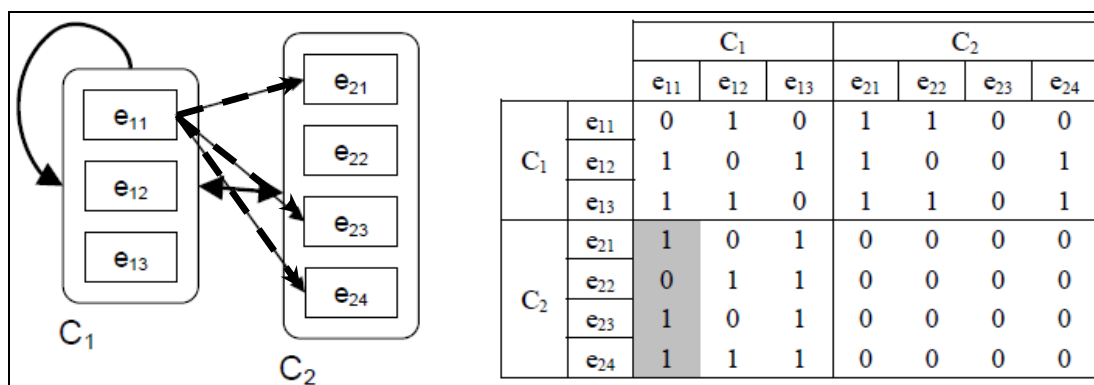 e11
e12
e13
C1
e21
e22
e23
e24
C2
C1 C2
e11 e12 e13 e21 e22 e23 e24
C1 e11 0 1 0 1 1 0 0
e12 1 0 1 1 0 0 1
e13 1 1 0 1 1 0 1
C2 e21 1 0 1 0 0 0 0
e22 0 1 1 0 0 0 0
e23 1 0 1 0 0 0 0
e24 1 1 1 0 0 0 0